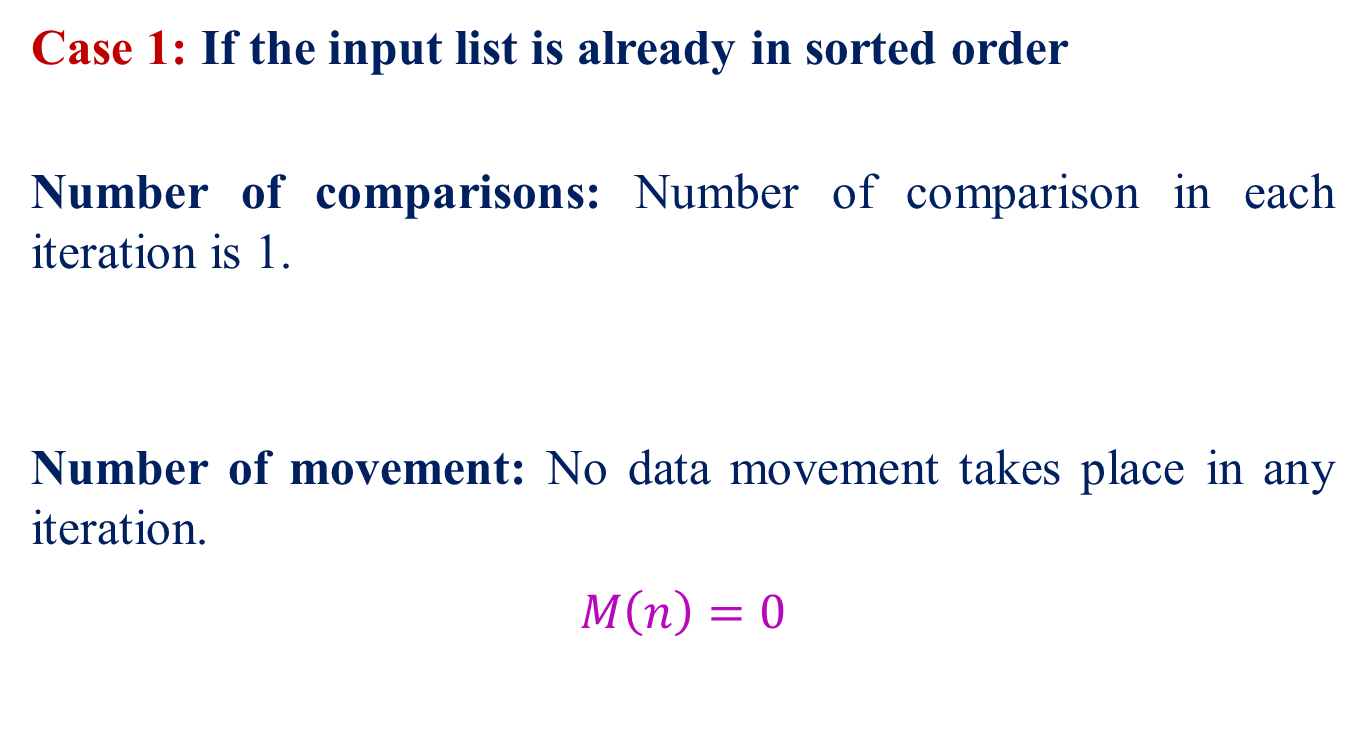 Case 1: If the input list is already in sorted order
Number of comparisons: Number of comparison in each
iteration is 1.
Number of movement: No data movement takes place in any
iteration.
𝑀(𝑛) = 0